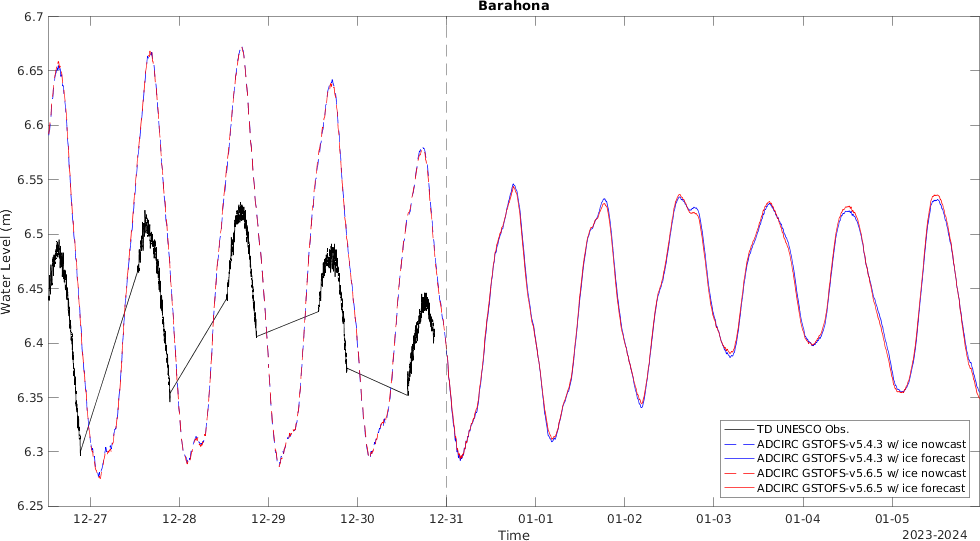 Barahona
6.7
6.65
6.6
6.55
6.5
6.45
6.4
6.35
6.3
6.25
Water Level (m)
TD UNESCO Obs.
ADCIRC GSTOFS-v5.4.3 w/ ice nowcast
ADCIRC GSTOFS-v5.4.3 w/ ice forecast
ADCIRC GSTOFS-v5.6.5 w/ ice nowcast
ADCIRC GSTOFS-v5.6.5 w/ ice forecast
12-27 12-28 12-29 12-30 12-31 01-01 01-02 01-03 01-04 01-05
Time
2023-2024